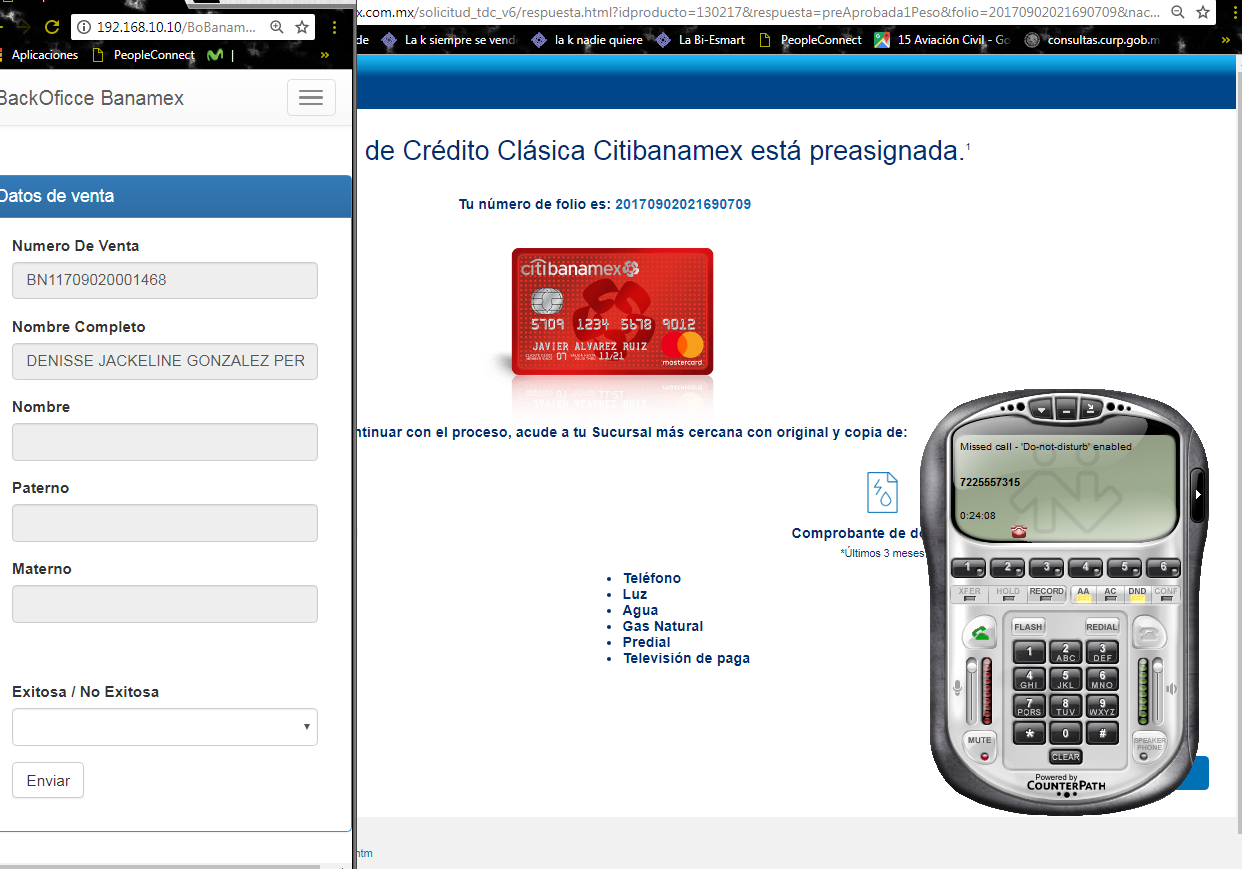 192.168.10.10/BoBanam...
Aplicaciones
PeopleConnect
»
BackOficce Banamex
Datos de venta
Numero De Venta
BN11709020001468
Nombre Completo
DENISSE JACKELINE GONZALEZ PER
Nombre
Paterno
Materno
Exitosa / No Exitosa
Enviar
x.com.mx/solicitud_tdc_v6/respuesta.html?idproducto=130217&respuesta=preAprobada1Peso&folio=20170902021690709&nac...
de
La k siempre se vend
la k nadie quiere
La Bi-Esmart
PeopleConnect
15 Aviación Civil - Go
consultas.curp.gob.m
»
de Crédito Clásica Citibanamex está preasignada.1
Tu número de folio es: 20170902021690709
citibanamex
5709 1234 5678 9012
07 11/21
JAVIER ALVAREZ RUIZ
mastercard
ntinuar con el proceso, acude a tu Sucursal más cercana con original y copia de:
Comprobante de do
*Últimos 3 meses
Teléfono
Luz
Agua
Gas Natural
Predial
Televisión de paga
htm
Missed call - 'Do-not-disturb' enabled
7225557315
0:24:08
1 2 3 4 5 6
XFER HOLD RECORD AA AC DND CONF
FLASH REDIAL
1 2 ABC 3 DEF
4 GHI 5 JKL 6 MNO
7 PQRS 8 TUV 9 WXYZ
* 0 #
MUTE
SPEAKER PHONE
CLEAR
Powered by
COUNTERPATH